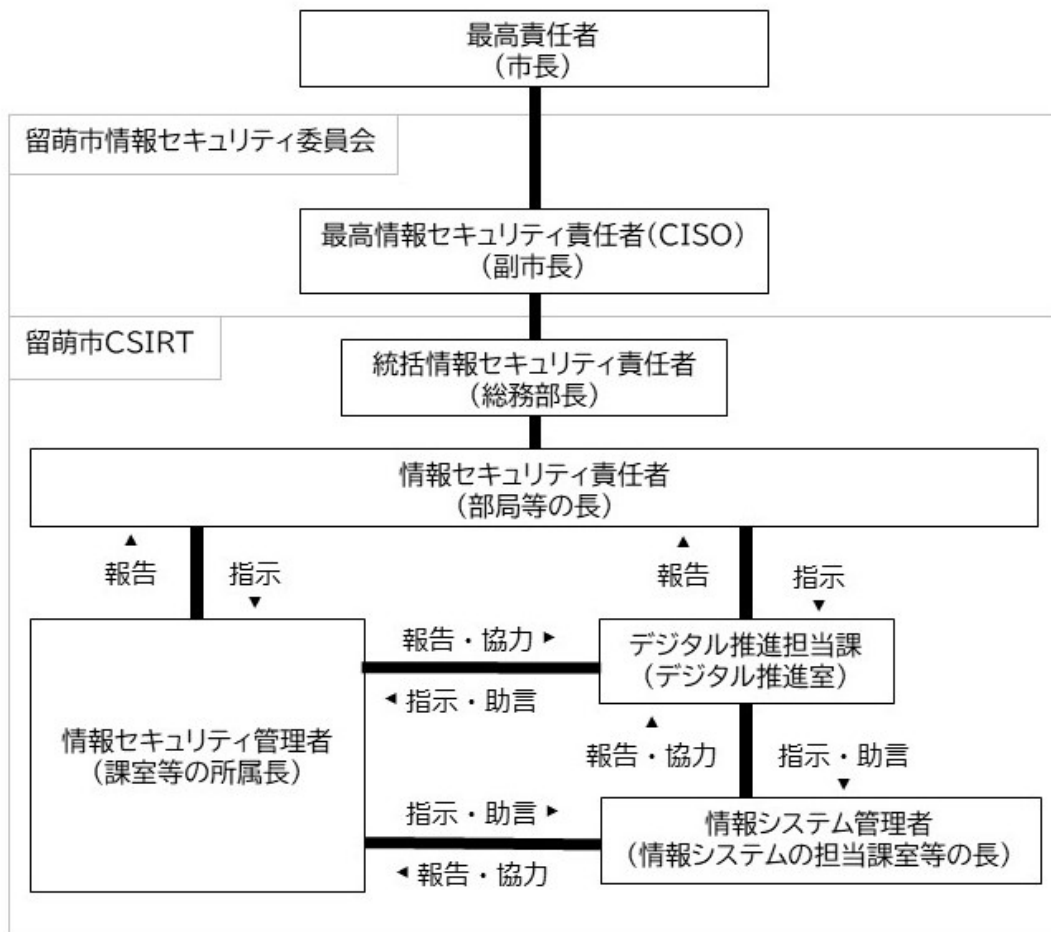 最高責任者
(市長)
留萌市情報セキュリティ委員会
最高情報セキュリティ責任者(CISO)
(副市長)
留萌市CSIRT
統括情報セキュリティ責任者
(総務部長)
情報セキュリティ責任者
(部局等の長)
▲ ▲
報告 指示 報告 指示
▼ ▼
報告・協力 ►
デジタル推進担当課
(デジタル推進室)
◄ 指示・助言
情報セキュリティ管理者
(課室等の所属長)
▲
報告・協力 指示・助言
▼
指示・助言 ►
情報システム管理者
(情報システムの担当課室等の長)
◄ 報告・協力